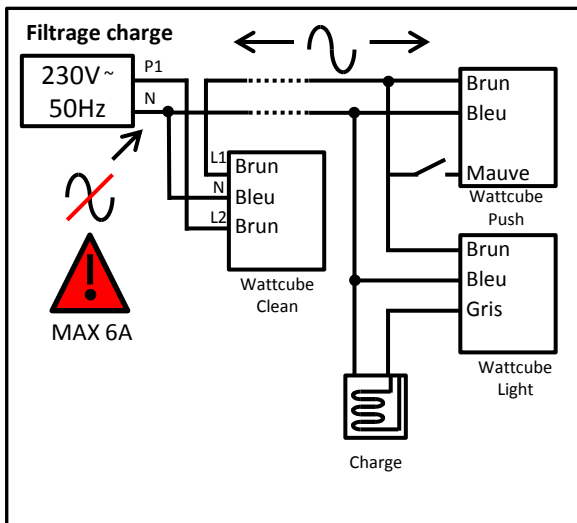 Filtrage charge
230V~
50Hz
P1
N
L1
Brun
N
Bleu
L2
Brun
Wattcube
Clean
MAX 6A
Brun
Bleu
Mauve
Wattcube
Push
Brun
Bleu
Gris
Wattcube
Light
Charge